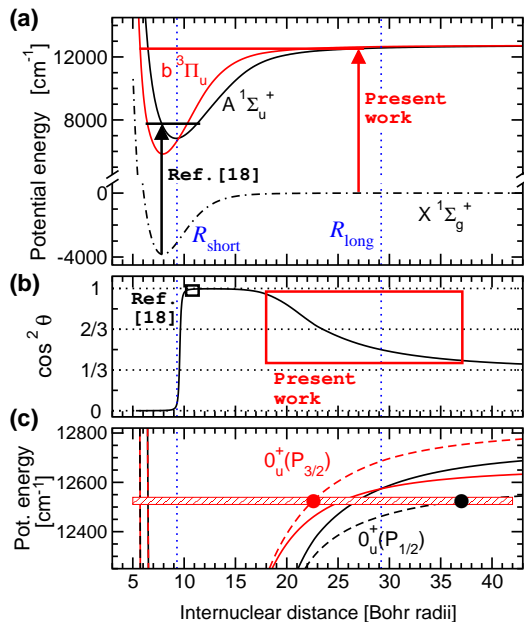 (a)
12000
8000
0
-4000
Potential energy [cm⁻¹]
b ³Πᵤ
A ¹Σᵤ⁺
Present
work
Ref.[18]
X ¹Σg⁺
R_short
R_long
(b)
1
2/3
1/3
0
cos² θ
Ref.
[18]
Present
work
(c)
12800
12600
12400
Pot. energy
[cm⁻¹]
0ᵤ⁺(P₃/₂)
0ᵤ⁺(P₁/₂)
5 10 15 20 25 30 35 40
Internuclear distance [Bohr radii]